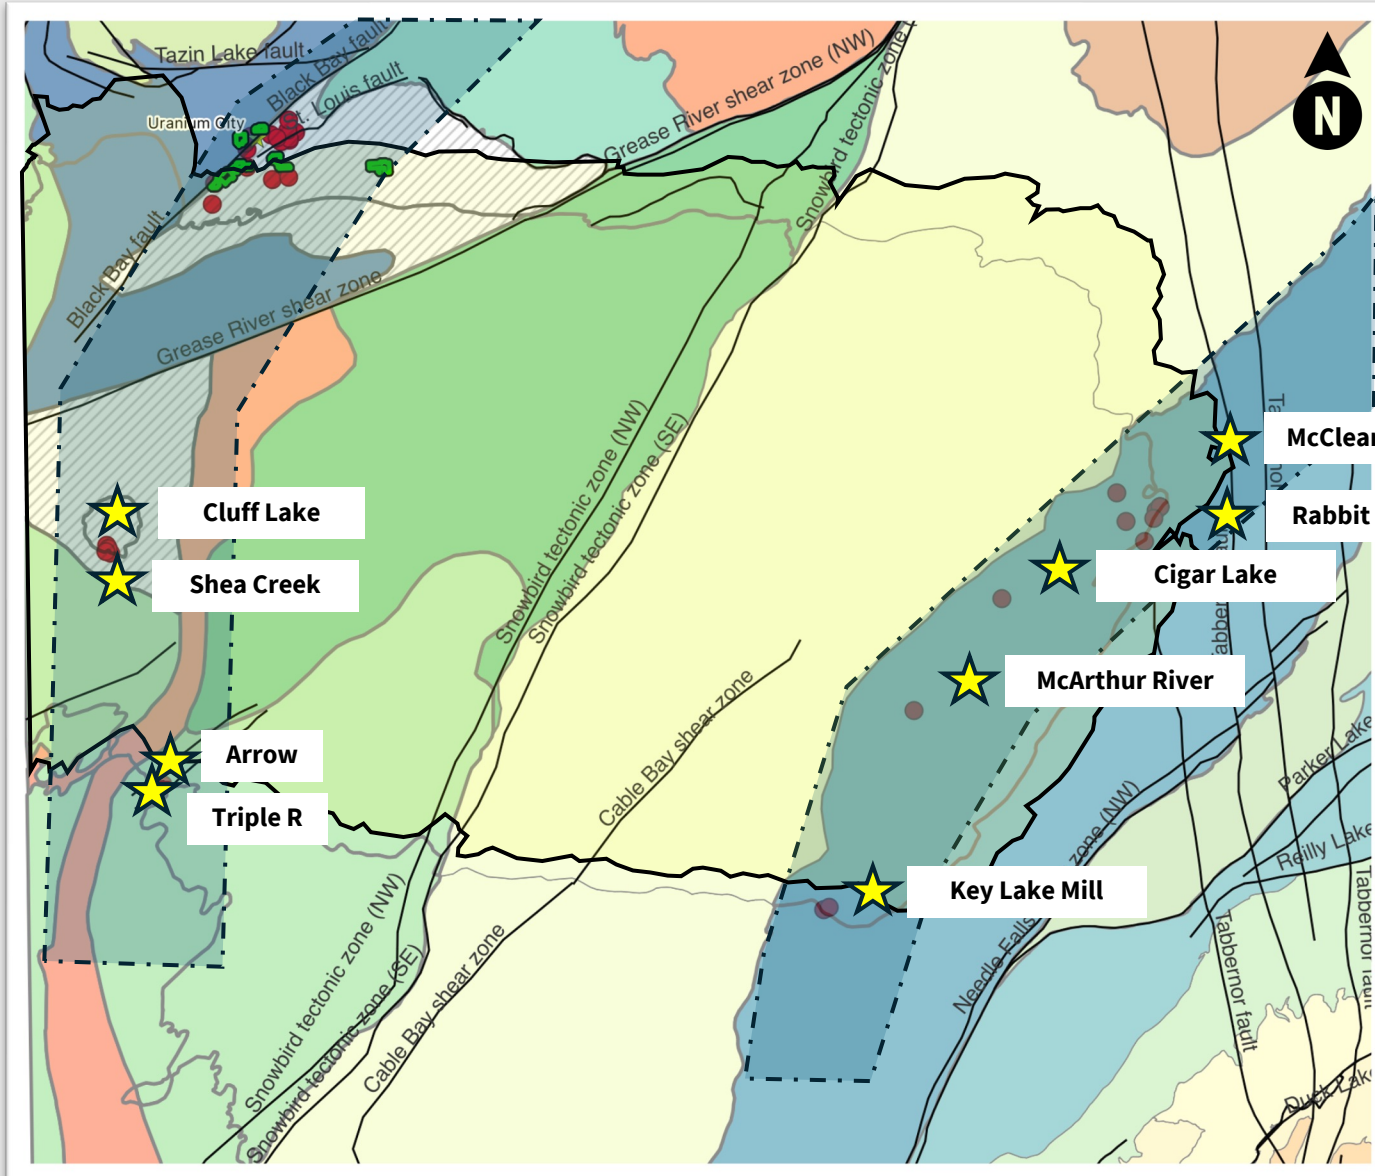 Tazin Lake fault
Black Bay fault
St. Louis fault
Uranium City
Grease River shear zone (NW)
Snowbird tectonic zone
N
Black Bay fault
Grease River shear zone
McClear
Rabbit
Cluff Lake
Cigar Lake
Shea Creek
Snowbird tectonic zone (NW)
Snowbird tectonic zone (SE)
McArthur River
Cable Bay shear zone
Arrow
Triple R
Parker Lake
Reilly Lake
zone (NW)
Key Lake Mill
Needle Falls
Snowbird tectonic zone (NW)
Snowbird tectonic zone (SE)
Cable Bay shear zone
Tabbernor fault
Tabbernor fault
Duck Lake